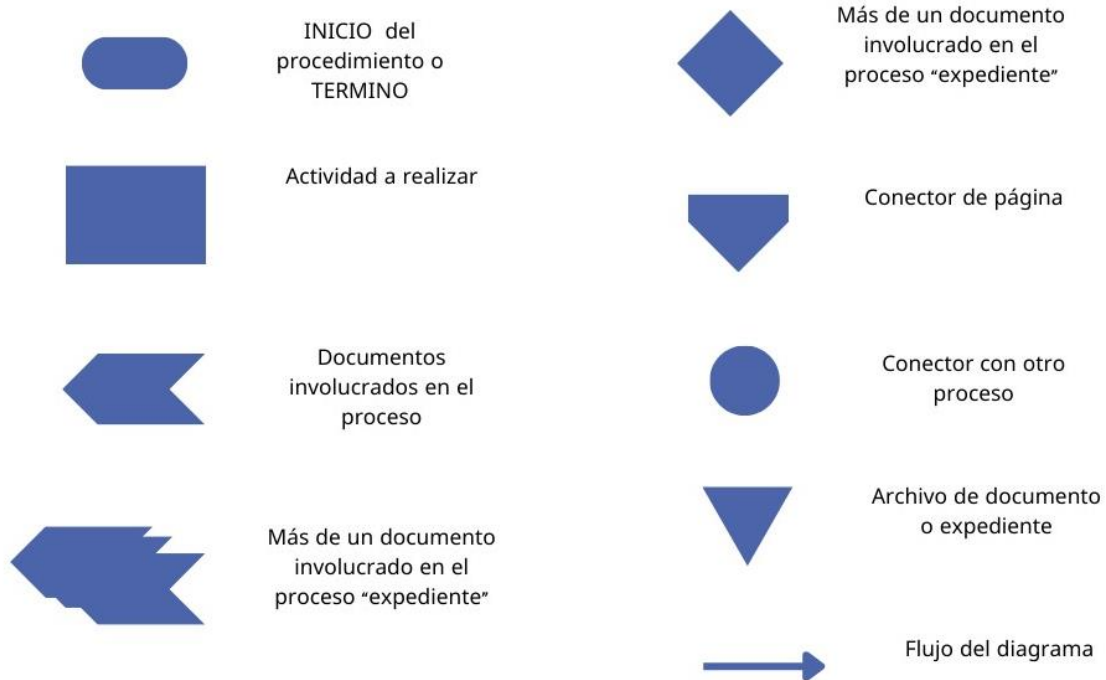 INICIO del
procedimiento o
TERMINO
Actividad a realizar
Documentos
involucrados en el
proceso
Más de un documento
involucrado en el
proceso “expediente”
Más de un documento
involucrado en el
proceso “expediente”
Conector de página
Conector con otro
proceso
Archivo de documento
o expediente
Flujo del diagrama